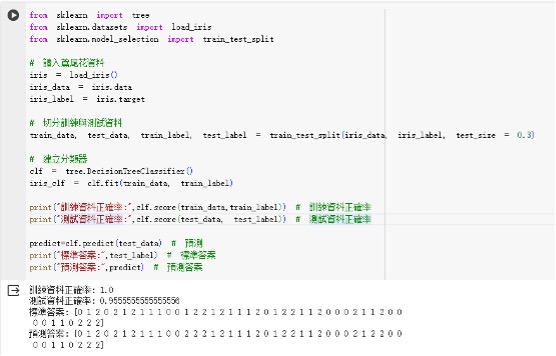 from sklearn import tree
from sklearn.datasets import load_iris
from sklearn.model_selection import train_test_split
# 讀入鳶尾花資料
iris = load_iris()
iris_data = iris.data
iris_label = iris.target
# 切分訓練與測試資料
train_data, test_data, train_label, test_label = train_test_split(iris_data, iris_label, test_size = 0.3)
# 建立分類器
clf = tree.DecisionTreeClassifier()
iris_clf = clf.fit(train_data, train_label)
print("訓練資料正確率:",clf.score(train_data,train_label)) # 訓練資料正確率
print("測試資料正確率:",clf.score(test_data, test_label)) # 測試資料正確率
predict=clf.predict(test_data) # 預測
print("標準答案:",test_label) # 標準答案
print("預測答案:",predict) # 預測答案
訓練資料正確率: 1.0
測試資料正確率: 0.9555555555555556
標準答案: [0 1 2 0 2 1 2 1 1 1 0 0 1 2 2 2 1 2 1 1 1 2 0 1 2 2 1 1 2 0 0 0 2 1 1 2 0 0
0 0 1 1 0 2 2 2]
預測答案: [0 1 2 0 2 1 2 1 1 1 0 0 2 2 2 2 1 2 1 1 1 2 0 1 2 2 1 1 2 0 0 0 2 1 2 2 0 0
0 0 1 1 0 2 2 2]